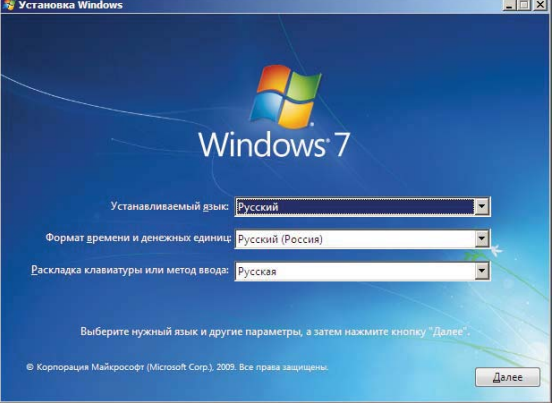 Установка Windows
Windows 7
Устанавливаемый язык: Русский
Формат времени и денежных единиц: Русский (Россия)
Раскладка клавиатуры или метод ввода: Русская
Выберите нужный язык и другие параметры, а затем нажмите кнопку "Далее".
© Корпорация Майкрософт (Microsoft Corp.), 2009. Все права защищены.
Далее